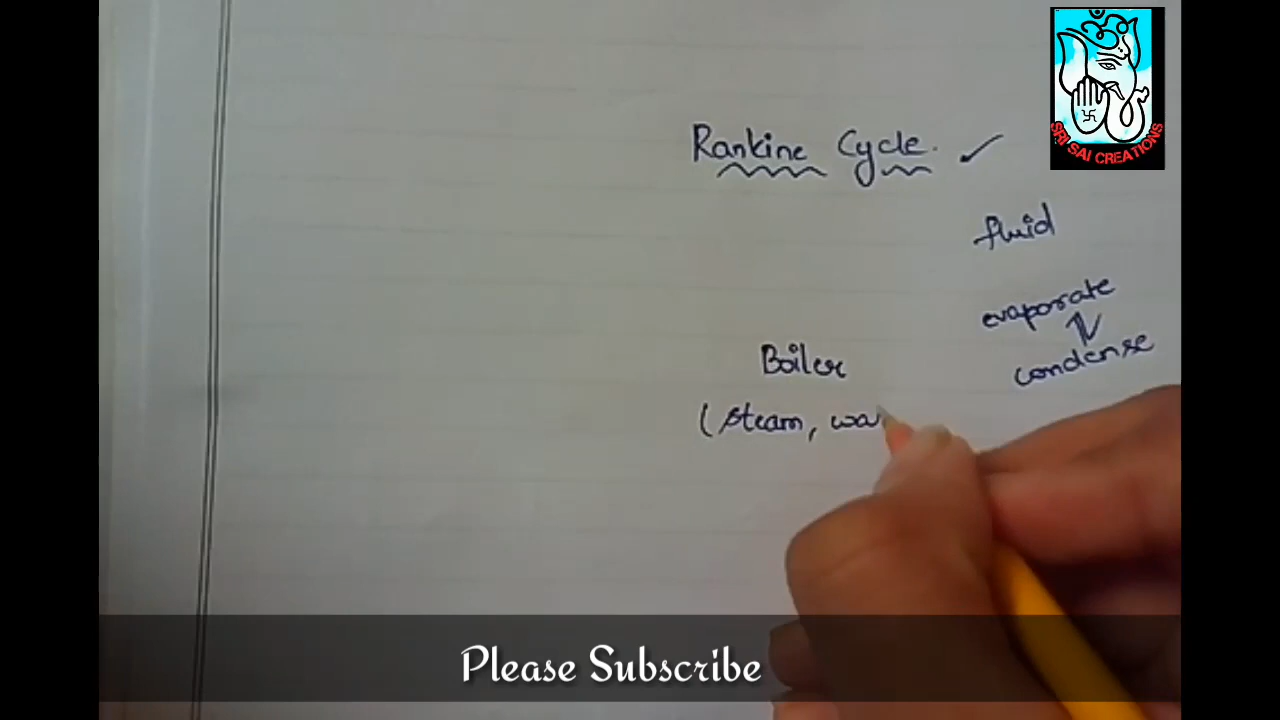 SRI SAI CREATIONS
Rankine Cycle. ✓
fluid
evaporate
⇅
condense
Boiler
(steam, wa
Please Subscribe